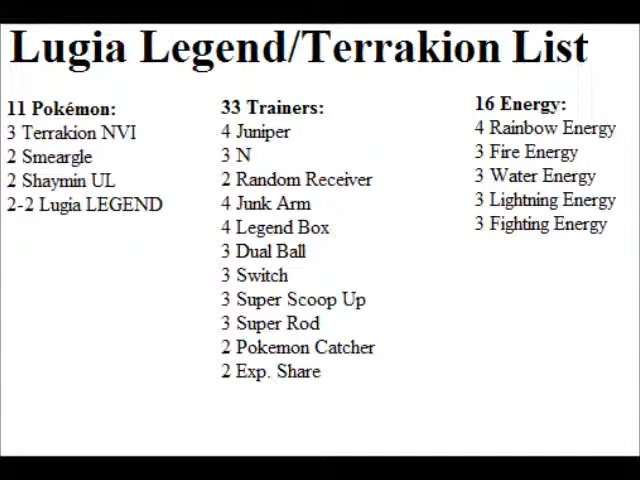 Lugia Legend/Terrakion List
11 Pokémon:
3 Terrakion NVI
2 Smeargle
2 Shaymin UL
2-2 Lugia LEGEND
33 Trainers:
4 Juniper
3 N
2 Random Receiver
4 Junk Arm
4 Legend Box
3 Dual Ball
3 Switch
3 Super Scoop Up
3 Super Rod
2 Pokemon Catcher
2 Exp. Share
16 Energy:
4 Rainbow Energy
3 Fire Energy
3 Water Energy
3 Lightning Energy
3 Fighting Energy